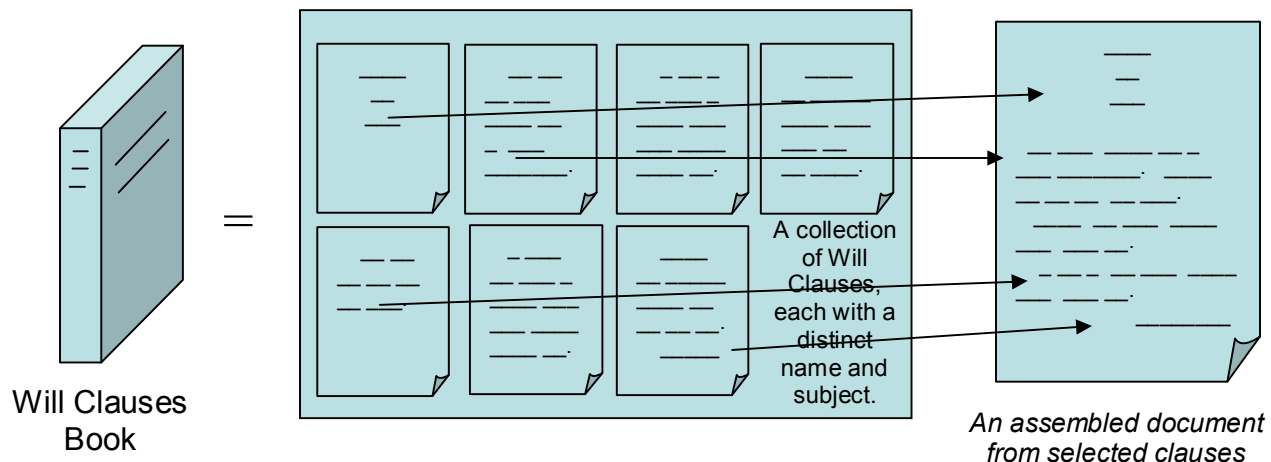 Will Clauses
Book
=
A collection
of Will
Clauses,
each with a
distinct
name and
subject.
An assembled document
from selected clauses